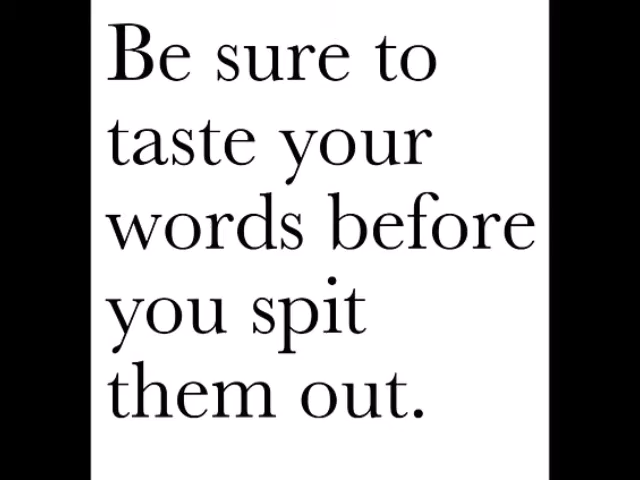 Be sure to
taste your
words before
you spit
them out.